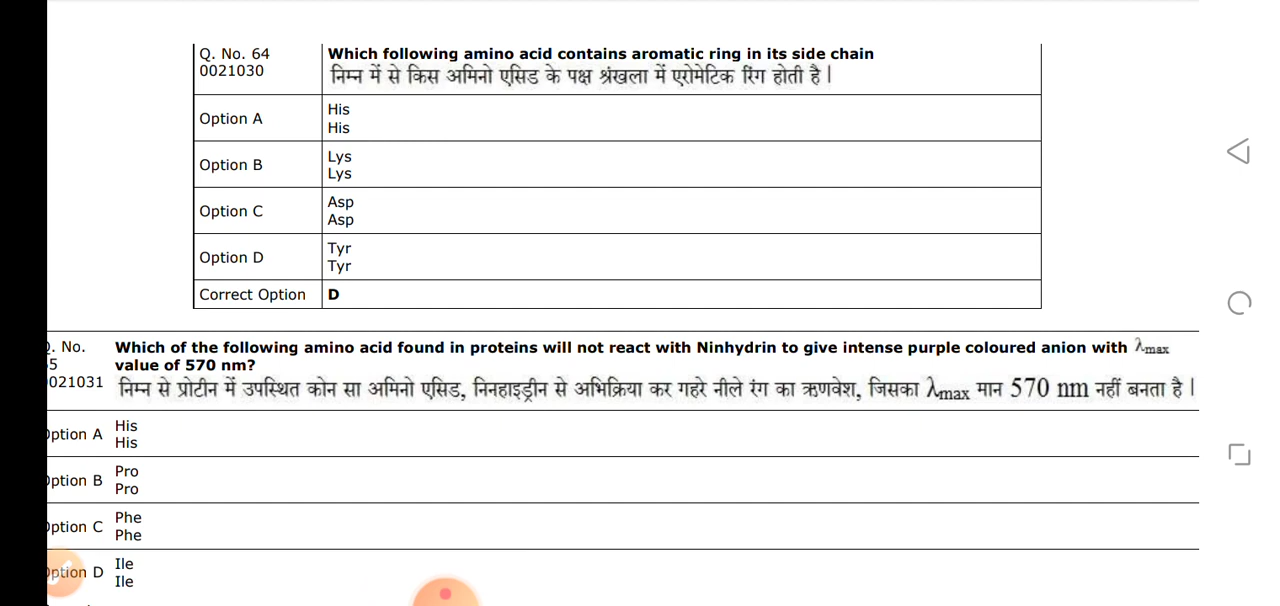 Q. No. 64
0021030
Which following amino acid contains aromatic ring in its side chain
निम्न में से किस अमिनो एसिड के पक्ष श्रंखला में एरोमेटिक रिंग होती है |
Option A
His
His
Option B
Lys
Lys
Option C
Asp
Asp
Option D
Tyr
Tyr
Correct Option
D
. No.
5
021031
Which of the following amino acid found in proteins will not react with Ninhydrin to give intense purple coloured anion with λmax
value of 570 nm?
निम्न से प्रोटीन में उपस्थित कोन सा अमिनो एसिड, निनहाइड्रीन से अभिक्रिया कर गहरे नीले रंग का ऋणवेश, जिसका λmax मान 570 nm नहीं बनता है |
ption A
His
His
ption B
Pro
Pro
ption C
Phe
Phe
ption D
Ile
Ile